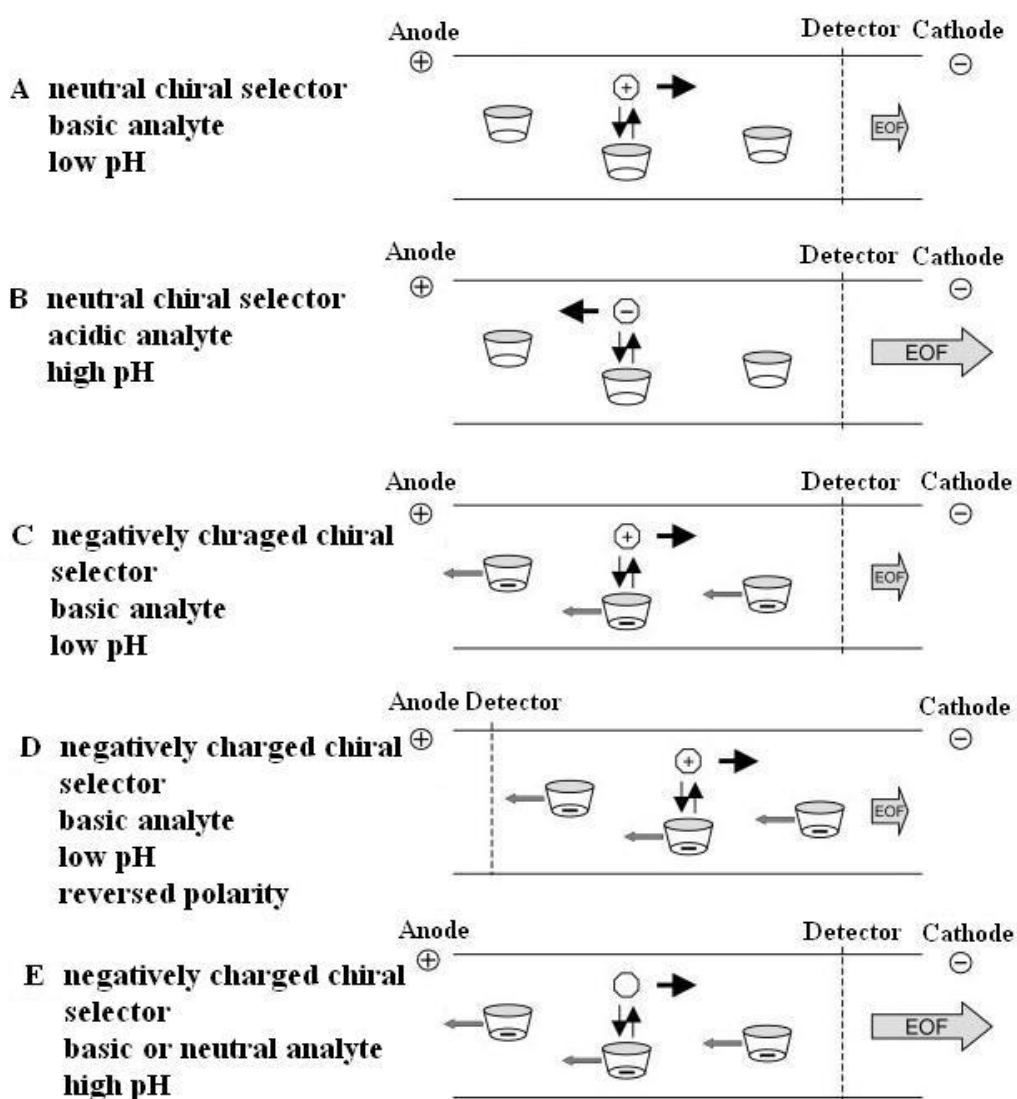 Anode Detector Cathode
A neutral chiral selector
basic analyte
low pH
+ −
+
EOF
Anode Detector Cathode
B neutral chiral selector
acidic analyte
high pH
+ −
−
EOF
Anode Detector Cathode
C negatively chraged chiral
selector
basic analyte
low pH
+ −
+
− − −
EOF
Anode Detector Cathode
D negatively charged chiral
selector
basic analyte
low pH
reversed polarity
+ −
+
− − −
EOF
Anode Detector Cathode
E negatively charged chiral
selector
basic or neutral analyte
high pH
+ −
− − −
EOF